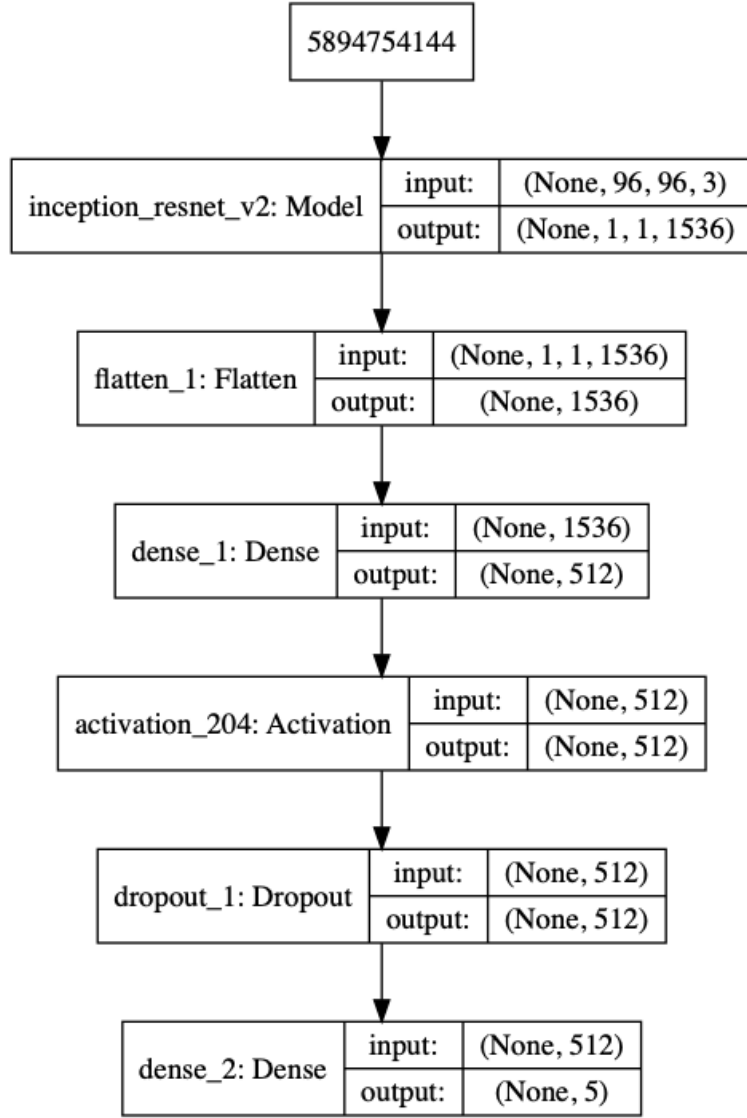 5894754144
inception_resnet_v2: Model
input: (None, 96, 96, 3)
output: (None, 1, 1, 1536)
flatten_1: Flatten
input: (None, 1, 1, 1536)
output: (None, 1536)
dense_1: Dense
input: (None, 1536)
output: (None, 512)
activation_204: Activation
input: (None, 512)
output: (None, 512)
dropout_1: Dropout
input: (None, 512)
output: (None, 512)
dense_2: Dense
input: (None, 512)
output: (None, 5)